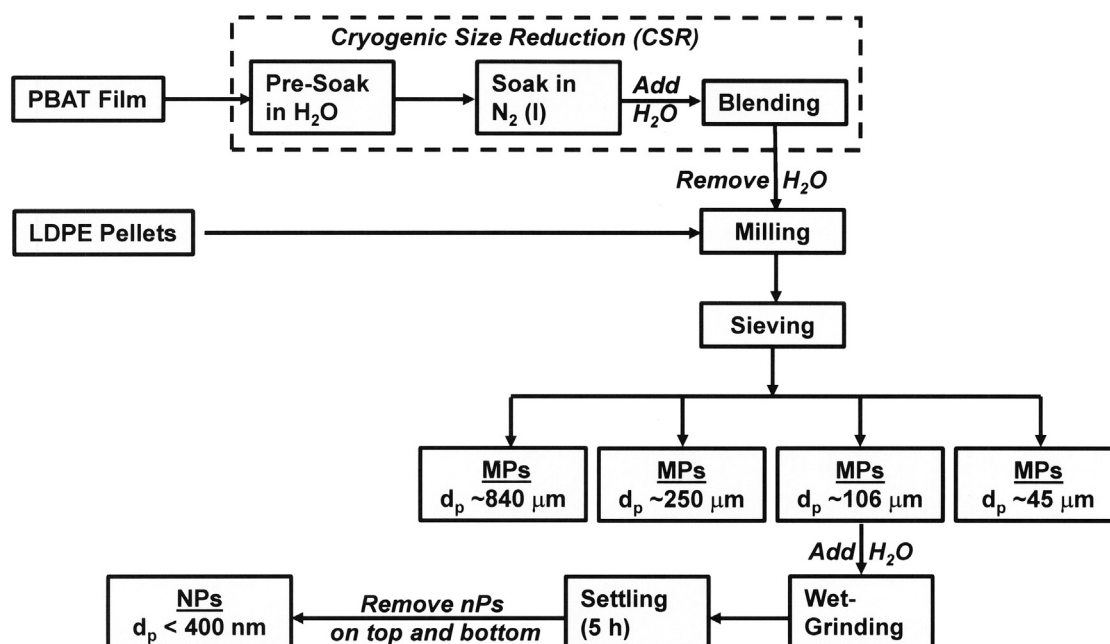 Cryogenic Size Reduction (CSR)
PBAT Film
Pre-Soak
in H₂O
Soak in
N₂ (l)
Add
H₂O
Blending
Remove H₂O
LDPE Pellets
Milling
Sieving
MPs
dₚ ~840 μm
MPs
dₚ ~250 μm
MPs
dₚ ~106 μm
MPs
dₚ ~45 μm
Add H₂O
Wet-
Grinding
Settling
(5 h)
Remove nPs
on top and bottom
NPs
dₚ < 400 nm